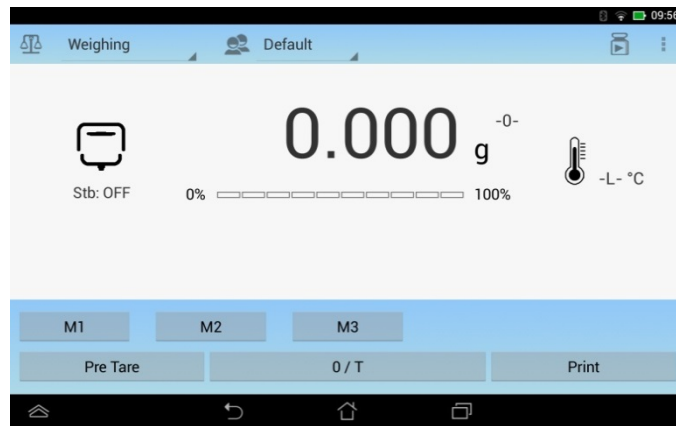 09:56
Weighing Default
0.000 g -0-
-L- °C
Stb: OFF 0% 100%
M1 M2 M3
Pre Tare 0 / T Print